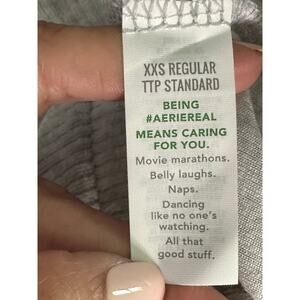 XXS REGULAR
TTP STANDARD
BEING
#AERIEREAL
MEANS CARING
FOR YOU.
Movie marathons.
Belly laughs.
Naps.
Dancing
like no one's
watching.
All that
good stuff.